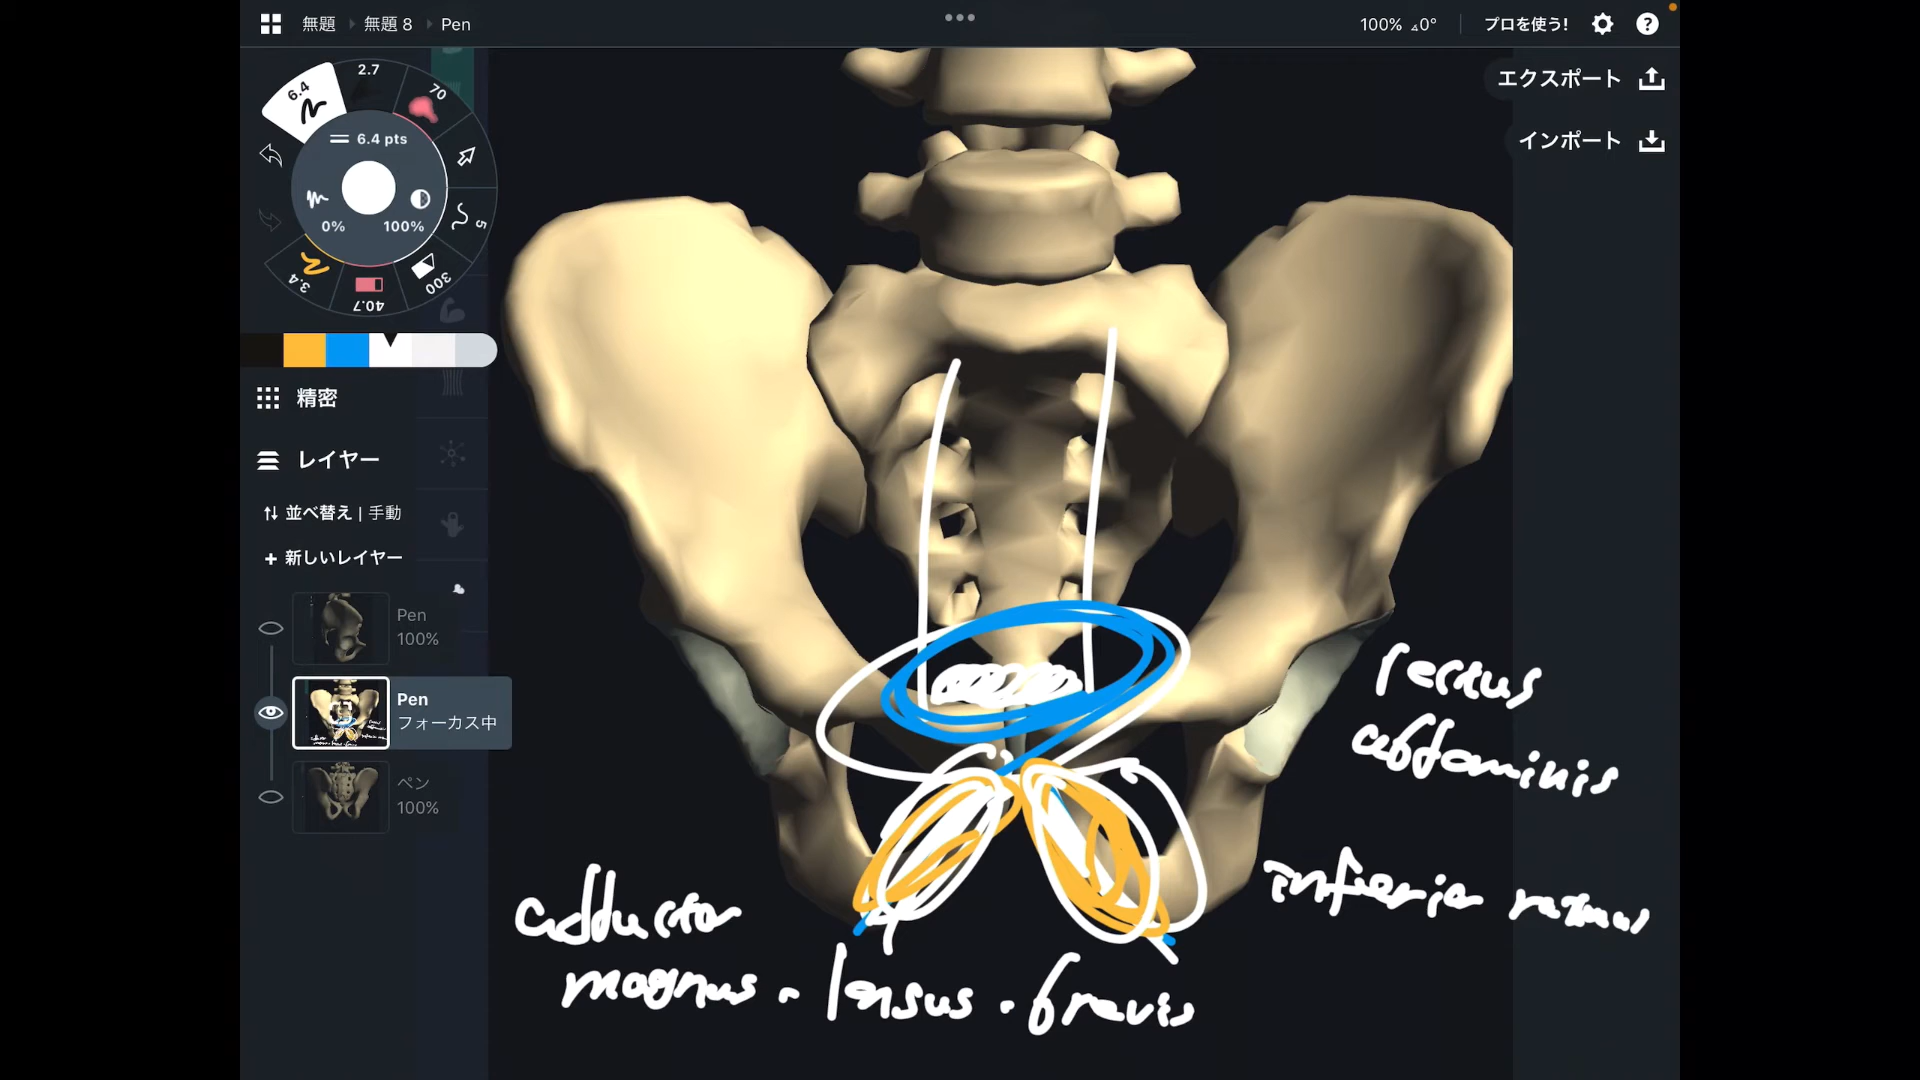 無題 無題 8 Pen
100% ⊿0° プロを使う!
エクスポート
インポート
2.7
6.4
70
6.4 pts
0% 100%
5
300
40.7
3.4
精密
レイヤー
並べ替え | 手動
+ 新しいレイヤー
Pen
100%
Pen
フォーカス中
ペン
100%
rectus
abdominis
inferior ramus
adductor
magnus · longus · brevis